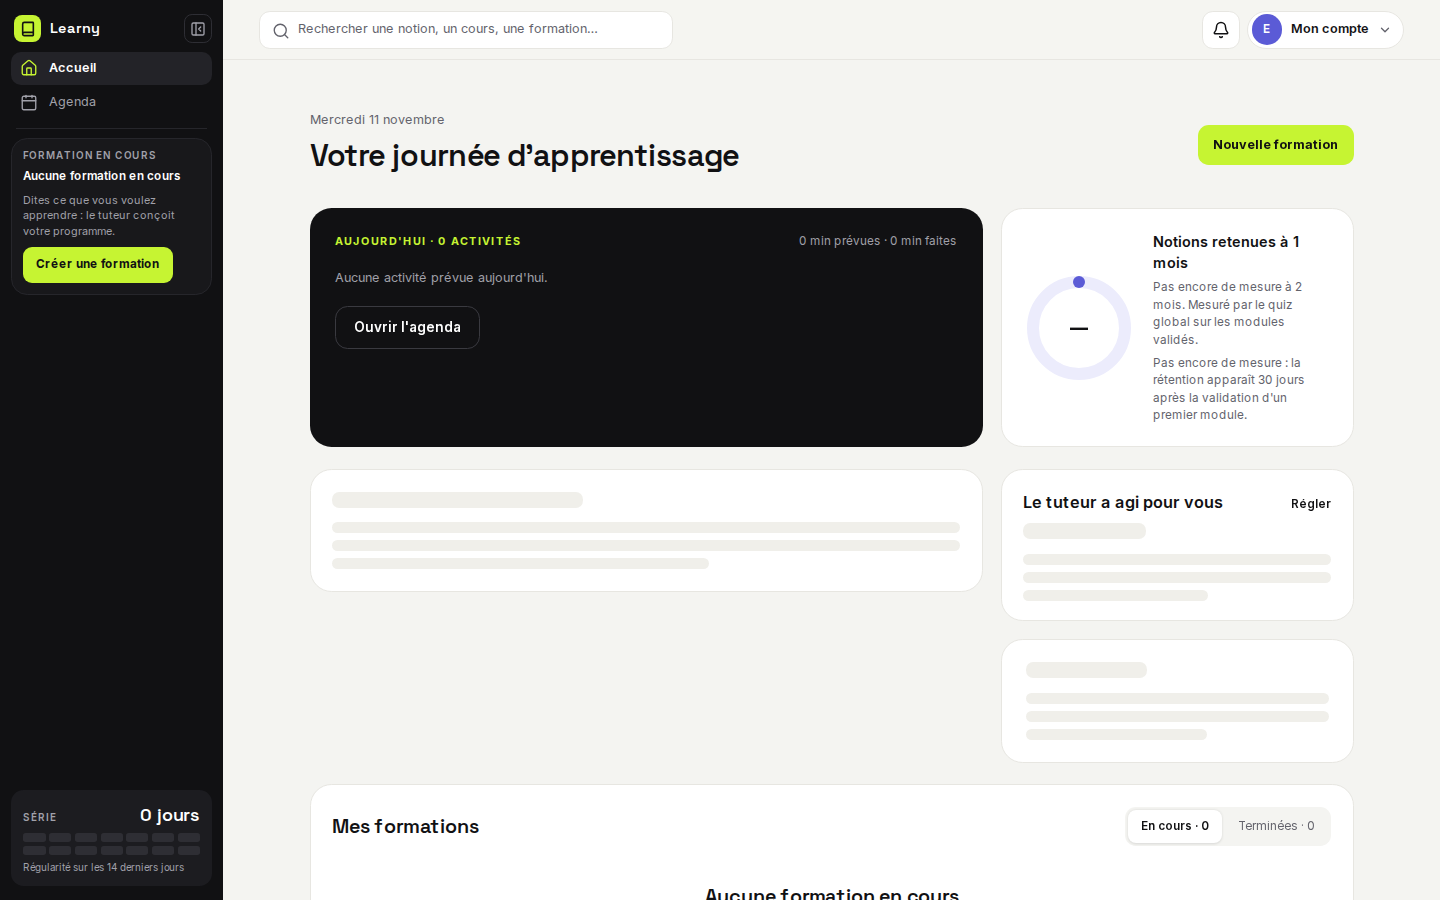 Learny
Accueil
Agenda
FORMATION EN COURS
Aucune formation en cours
Dites ce que vous voulez
apprendre : le tuteur conçoit
votre programme.
Créer une formation
SÉRIE
0 jours
Régularité sur les 14 derniers jours
Rechercher une notion, un cours, une formation...
E
Mon compte
Mercredi 11 novembre
Votre journée d’apprentissage
Nouvelle formation
AUJOURD'HUI · 0 ACTIVITÉS
0 min prévues · 0 min faites
Aucune activité prévue aujourd'hui.
Ouvrir l'agenda
—
Notions retenues à 1
mois
Pas encore de mesure à 2
mois. Mesuré par le quiz
global sur les modules
validés.
Pas encore de mesure : la
rétention apparaît 30 jours
après la validation d'un
premier module.
Le tuteur a agi pour vous
Régler
Mes formations
En cours · 0
Terminées · 0
Aucune formation en cours